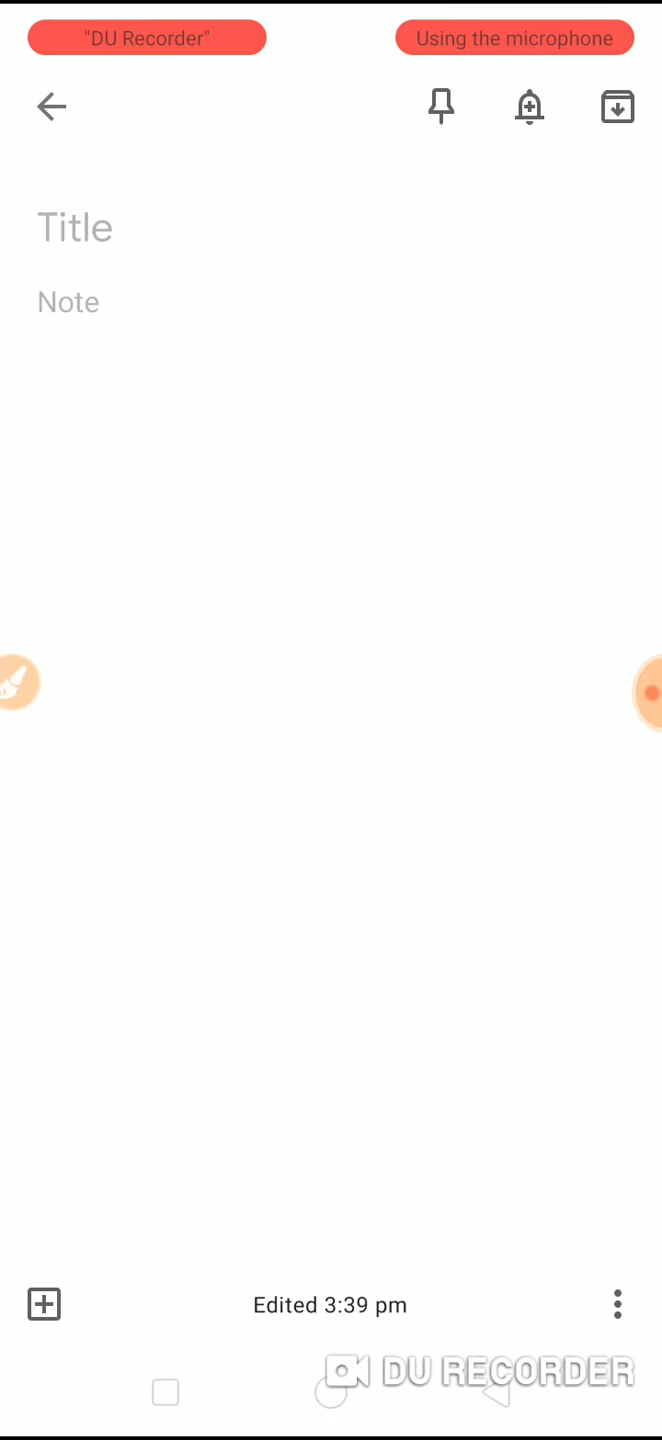 "DU Recorder" Using the microphone
Title
Note
Edited 3:39 pm
DU RECORDER